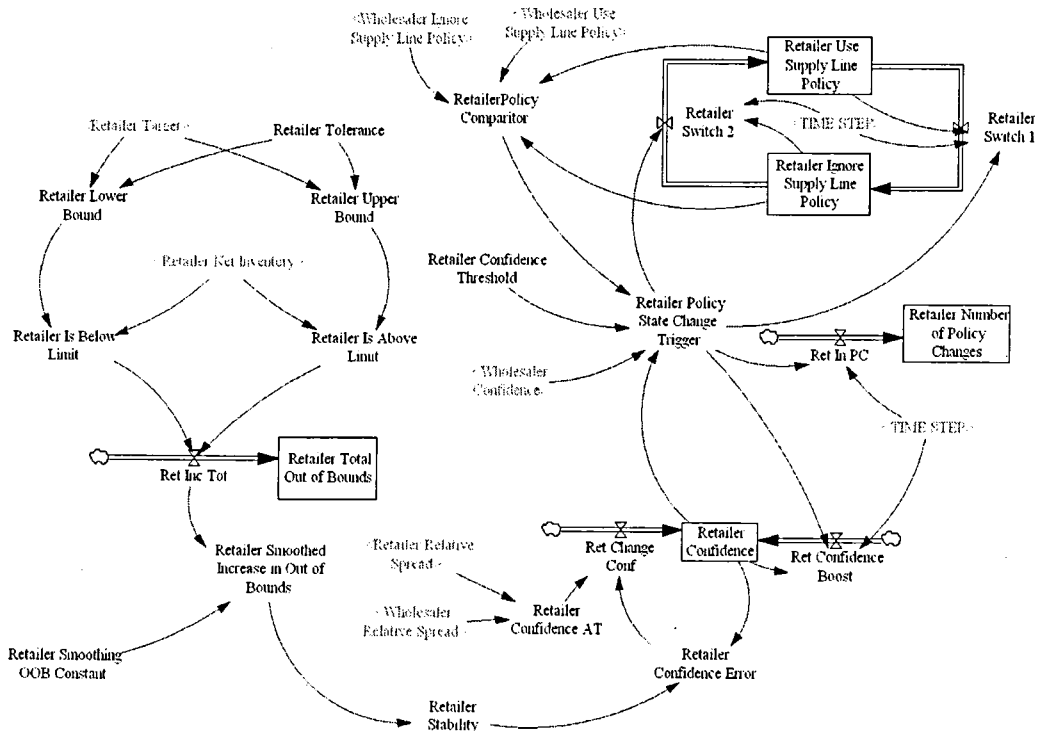 <Wholesaler Ignore
Supply Line Policy>
<Wholesaler Use
Supply Line Policy>
Retailer Use
Supply Line
Policy
RetailerPolicy
Comparitor
Retailer
Switch 2
<TIME STEP>
Retailer
Switch 1
<Retailer Target>
Retailer Tolerance
Retailer Ignore
Supply Line
Policy
Retailer Lower
Bound
Retailer Upper
Bound
<Retailer Net Inventory>
Retailer Confidence
Threshold
Retailer Policy
State Change
Trigger
Retailer Is Below
Limit
Retailer Is Above
Limit
Retailer Number
of Policy
Changes
Ret In PC
<Wholesaler
Confidence>
<TIME STEP>
Ret Inc Tot
Retailer Total
Out of Bounds
Retailer Smoothed
Increase in Out of
Bounds
<Retailer Relative
Spread>
Ret Change
Conf
Retailer
Confidence
Ret Confidence
Boost
<Wholesaler
Relative Spread>
Retailer
Confidence AT
Retailer Smoothing
OOB Constant
Retailer
Confidence Error
Retailer
Stability